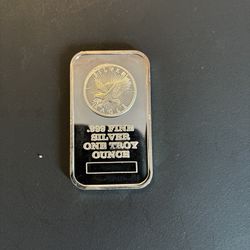 .999 FINE
SILVER
ONE TROY
OUNCE